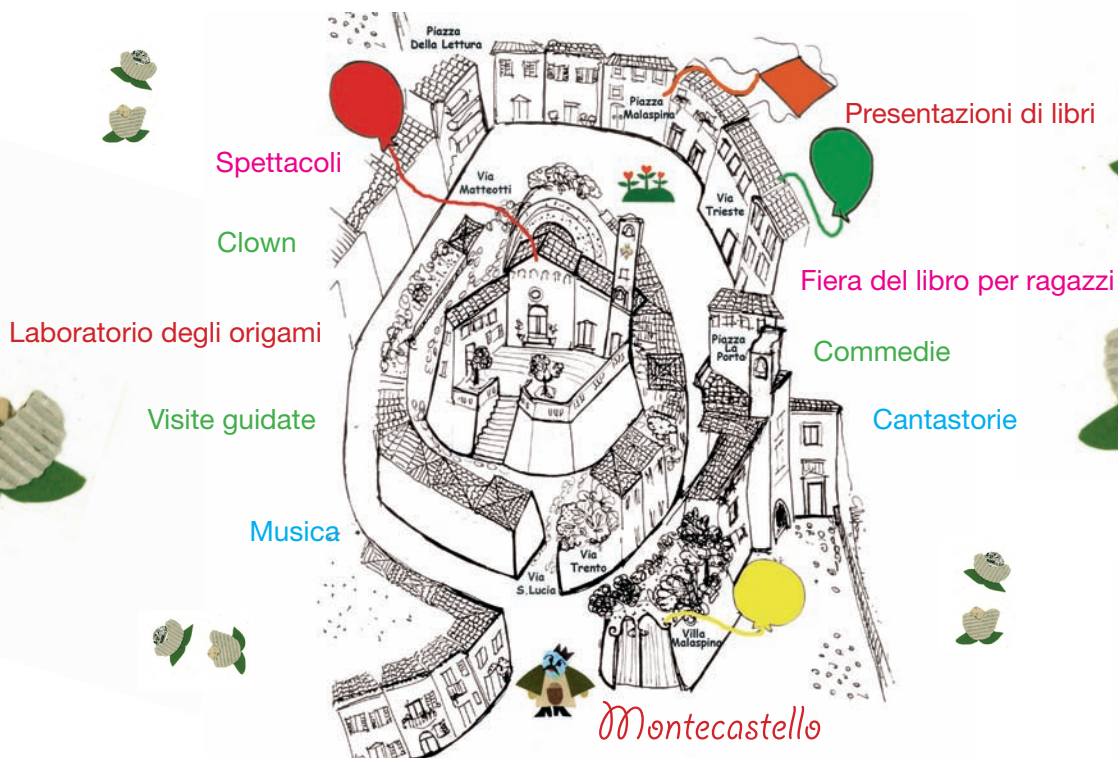 Piazza
Della Lettura
Piazza
Malaspina
Presentazioni di libri
Spettacoli
Via
Matteotti
Via
Trieste
Clown
Fiera del libro per ragazzi
Laboratorio degli origami
Piazza
La
Porta
Commedie
Visite guidate
Cantastorie
Musica
Via
Trento
Via
S.Lucia
Villa
Malaspina
Montecastello